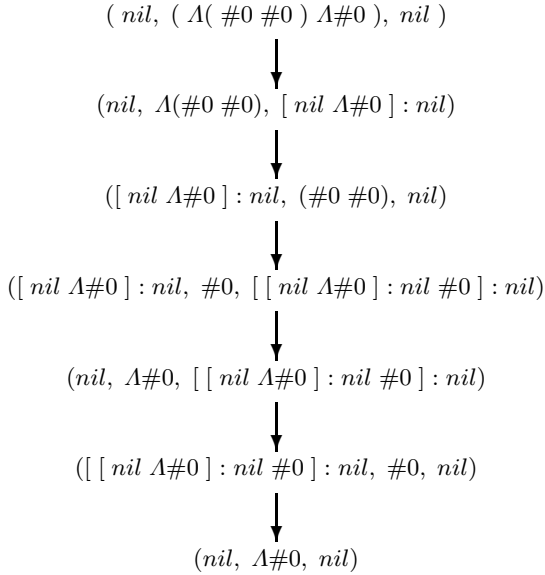 ( nil, ( Λ( #0 #0 ) Λ#0 ), nil )
(nil, Λ(#0 #0), [ nil Λ#0 ] : nil)
([ nil Λ#0 ] : nil, (#0 #0), nil)
([ nil Λ#0 ] : nil, #0, [ [ nil Λ#0 ] : nil #0 ] : nil)
(nil, Λ#0, [ [ nil Λ#0 ] : nil #0 ] : nil)
([ [ nil Λ#0 ] : nil #0 ] : nil, #0, nil)
(nil, Λ#0, nil)